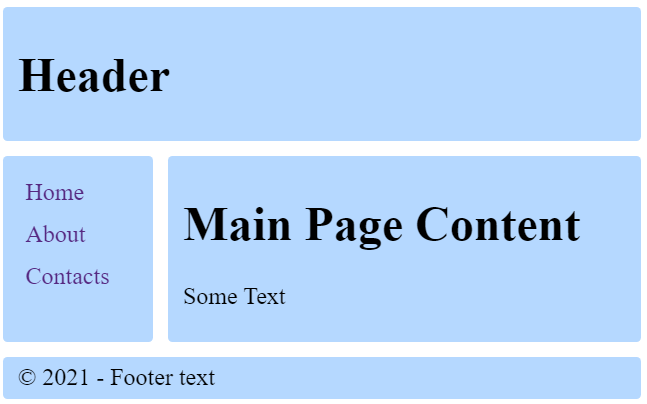 Header
Home
About
Contacts
Main Page Content
Some Text
© 2021 - Footer text